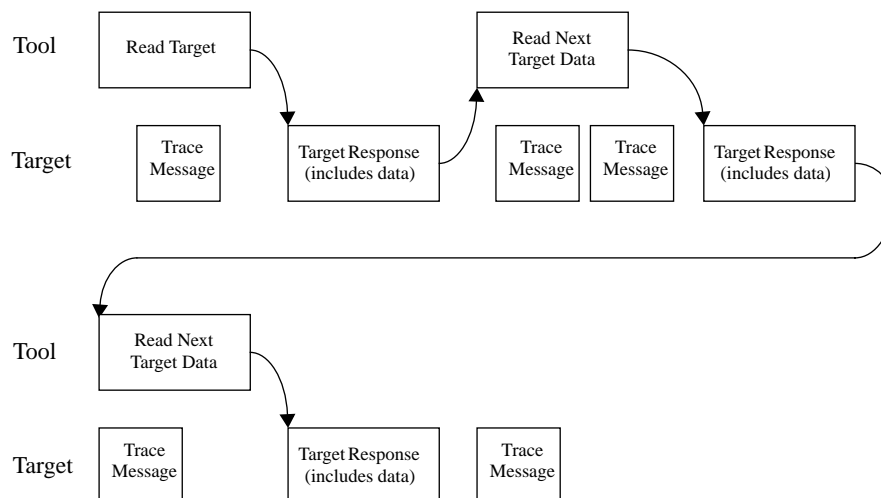 Tool
Read Target
Read Next
Target Data
Target
Trace
Message
Target Response
(includes data)
Trace
Message
Trace
Message
Target Response
(includes data)
Tool
Read Next
Target Data
Target
Trace
Message
Target Response
(includes data)
Trace
Message